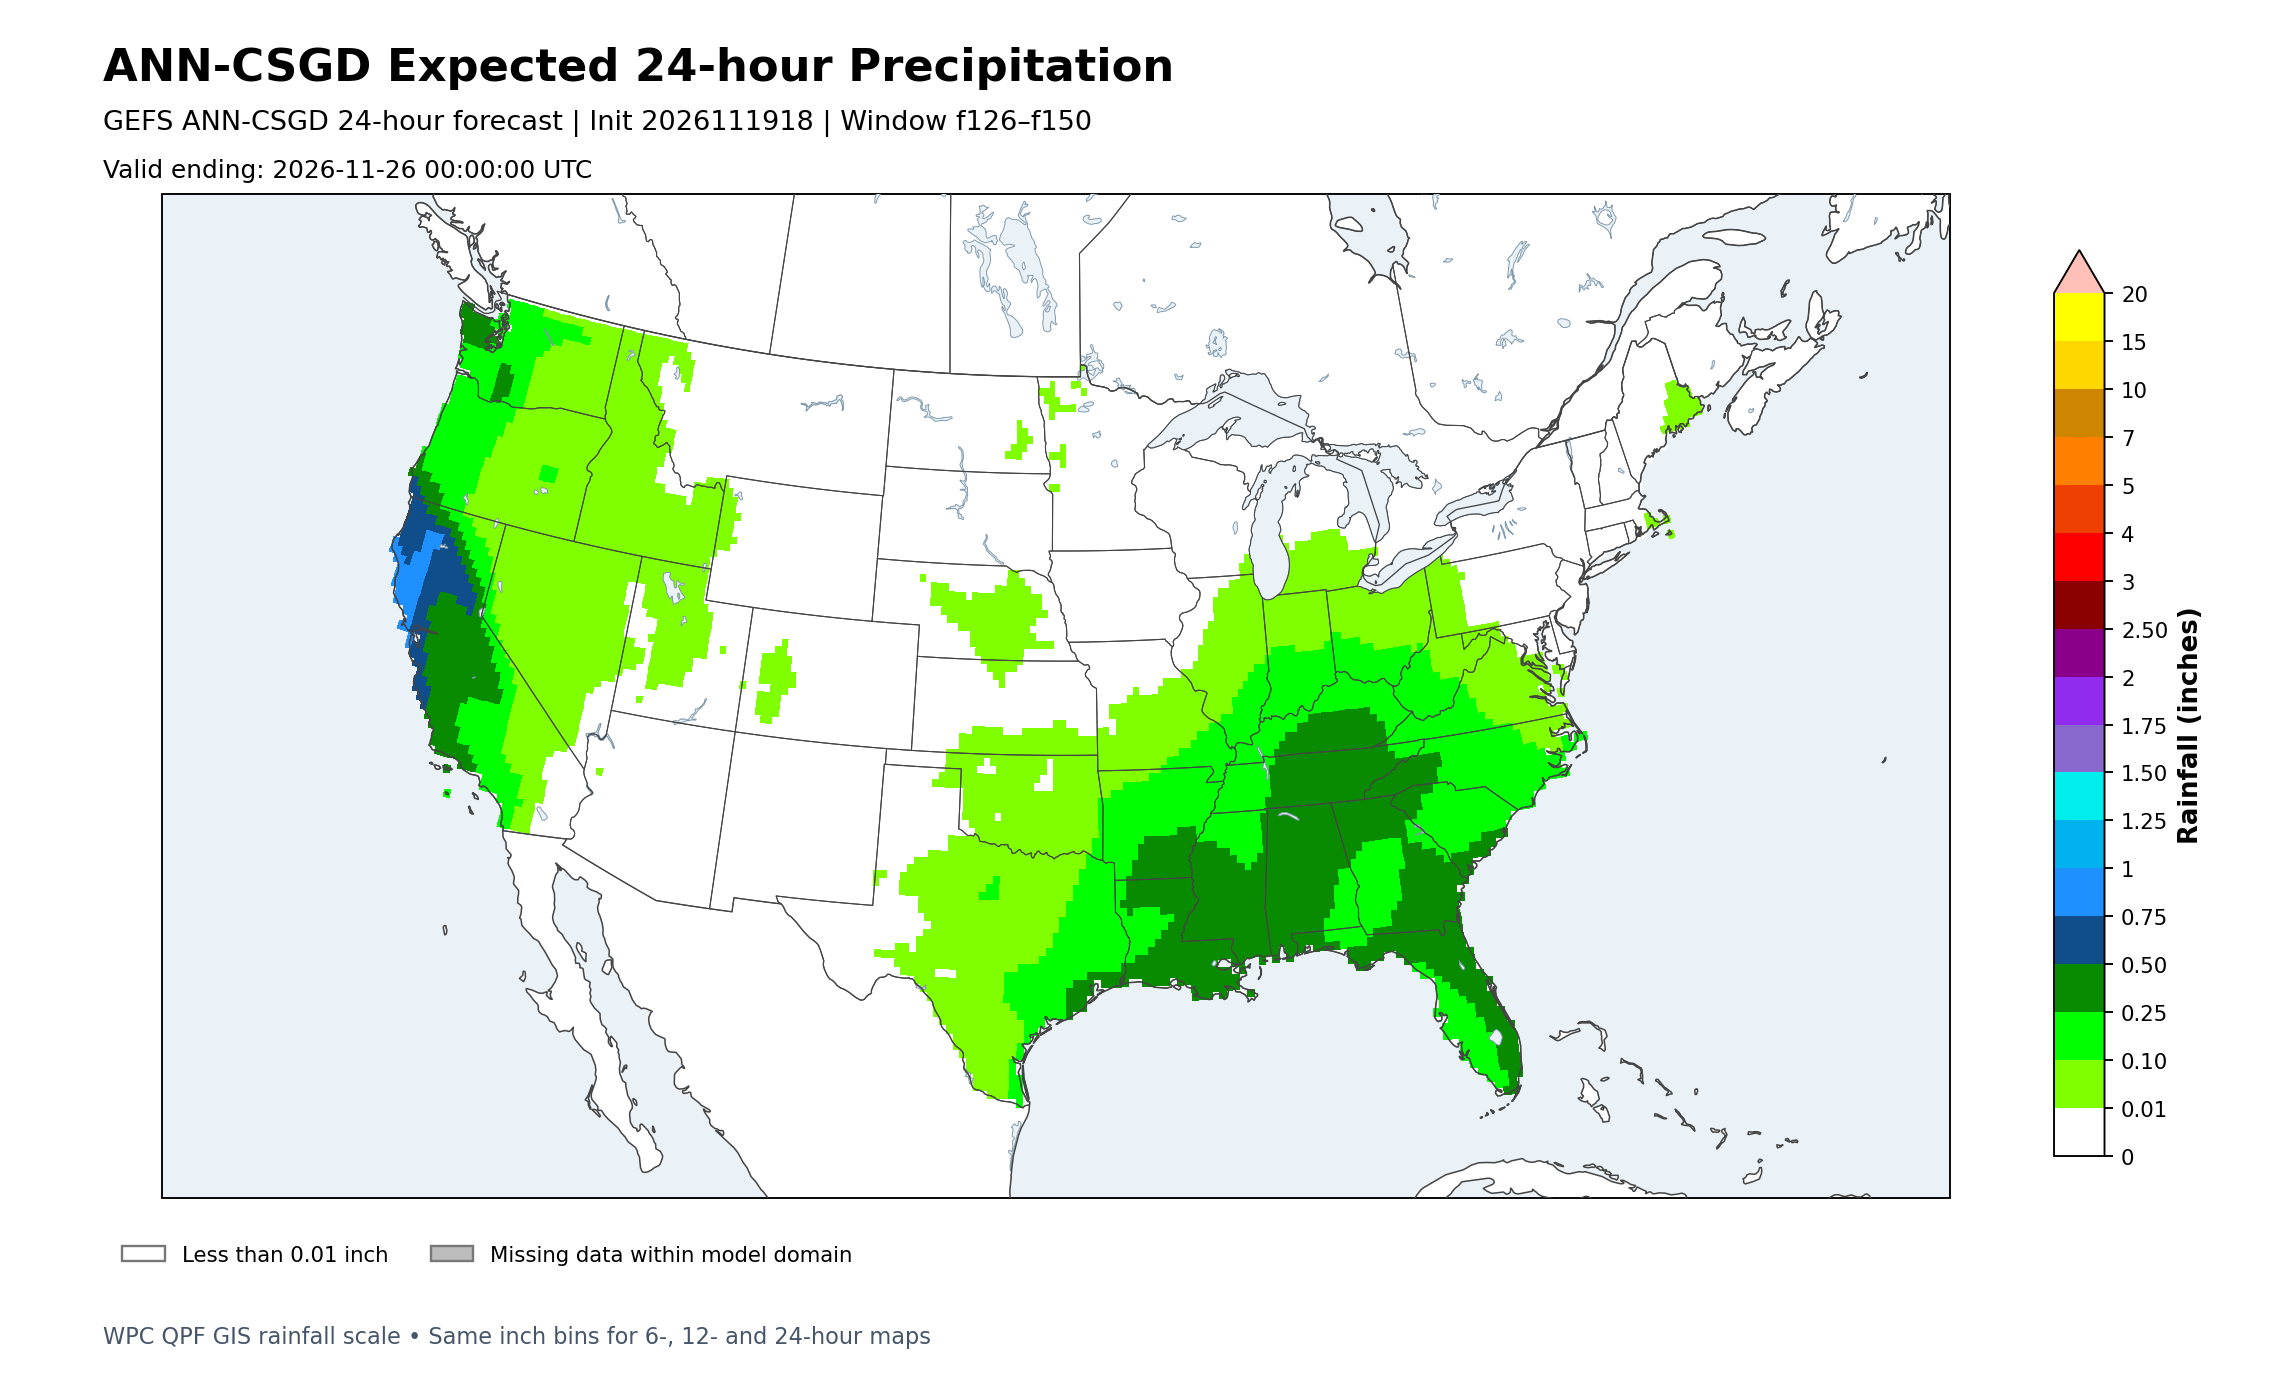 ANN-CSGD Expected 24-hour Precipitation
GEFS ANN-CSGD 24-hour forecast | Init 2026111918 | Window f126–f150
Valid ending: 2026-11-26 00:00:00 UTC
20
15
10
7
5
4
3
2.50
2
1.75
1.50
1.25
1
0.75
0.50
0.25
0.10
0.01
0
Rainfall (inches)
Less than 0.01 inch
Missing data within model domain
WPC QPF GIS rainfall scale • Same inch bins for 6-, 12- and 24-hour maps